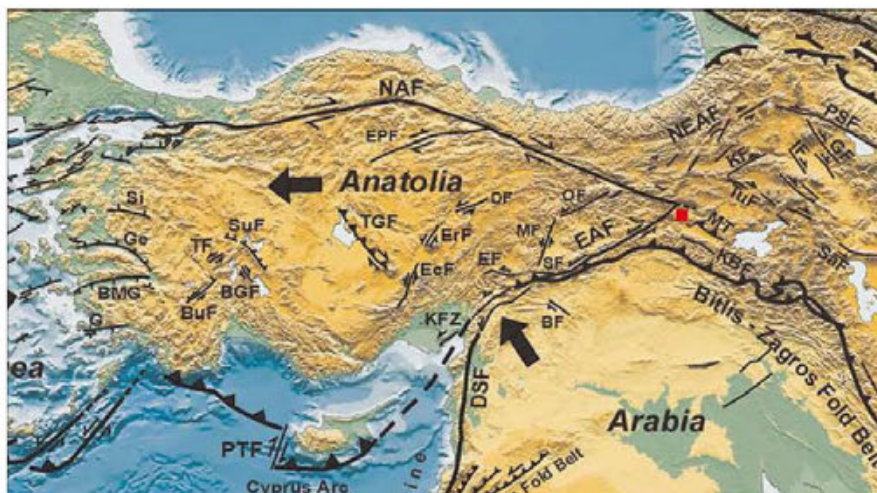 NAF
NEAF
PSF
EPF
KF
IF
GF
Anatolia
Si
DF
OF
TuF
SuF
TGF
ErF
MF
EAF
MT
Ge
TF
SaF
EcF
EF
SF
KBF
BMG
BGF
BuF
G
KFZ
BF
Bitlis - Zagros Fold Belt
ea
DSF
Arabia
PTF
Cyprus Arc
ine
Fold Belt